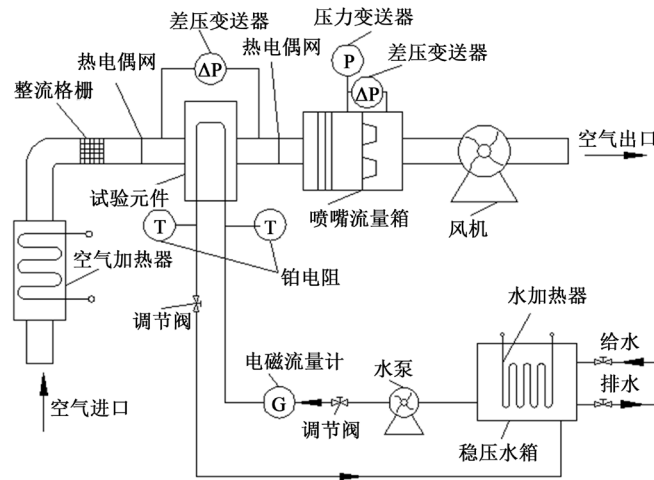 差压变送器
压力变送器
热电偶网
热电偶网
差压变送器
整流格栅
ΔP
P
ΔP
空气出口
试验元件
喷嘴流量箱
风机
T
T
空气加热器
铂电阻
水加热器
调节阀
给水
电磁流量计
水泵
排水
G
空气进口
调节阀
稳压水箱